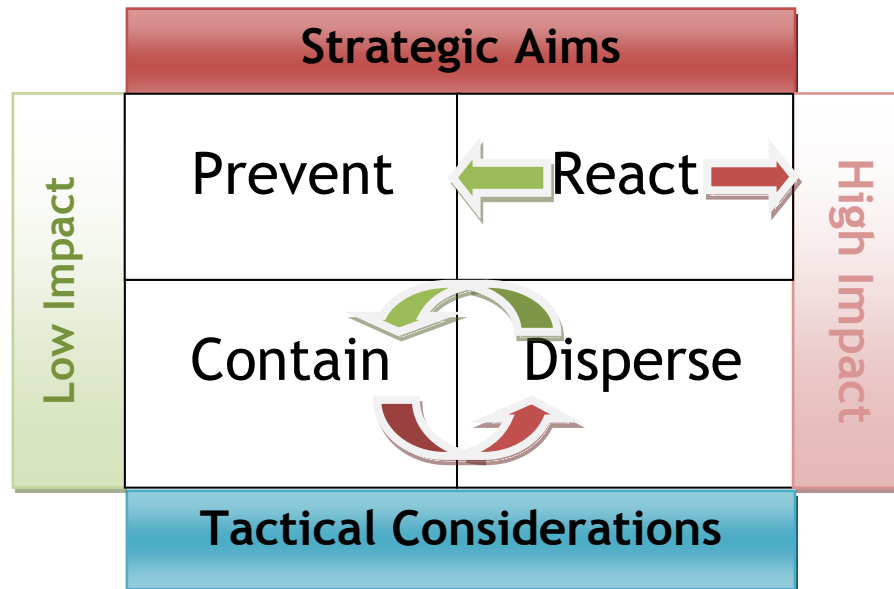 Strategic Aims
Low Impact
Prevent
React
High Impact
Contain
Disperse
Tactical Considerations